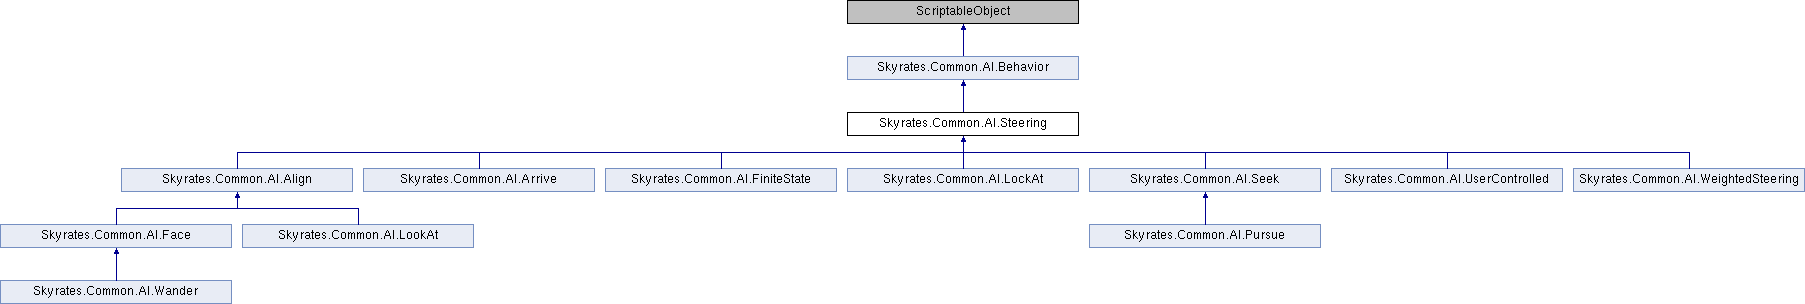 ScriptableObject
Skyrates.Common.AI.Behavior
Skyrates.Common.AI.Steering
Skyrates.Common.AI.Align
Skyrates.Common.AI.Arrive
Skyrates.Common.AI.FiniteState
Skyrates.Common.AI.LockAt
Skyrates.Common.AI.Seek
Skyrates.Common.AI.UserControlled
Skyrates.Common.AI.WeightedSteering
Skyrates.Common.AI.Face
Skyrates.Common.AI.LookAt
Skyrates.Common.AI.Pursue
Skyrates.Common.AI.Wander